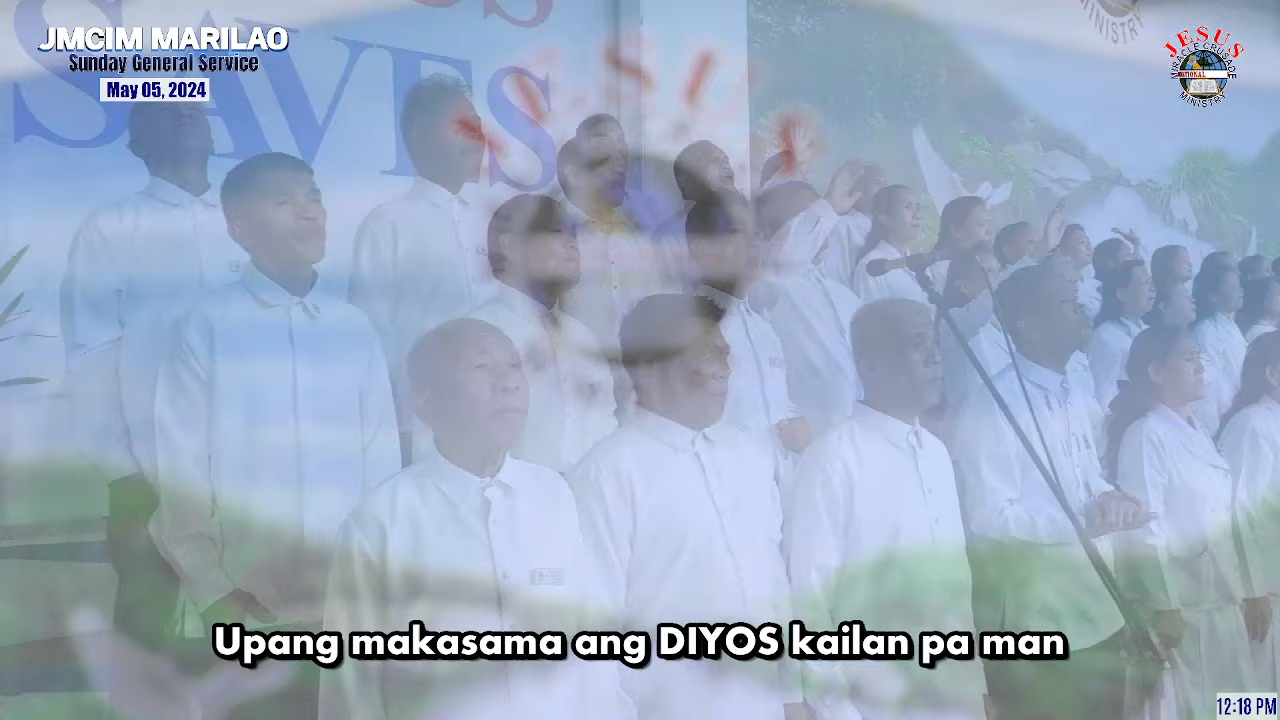 JMCIM MARILAO
Sunday General Service
May 05, 2024
JESUS
MIRACLE CRUSADE
MINISTRY
SAVES
MINISTRY
Upang makasama ang DIYOS kailan pa man
12:18 PM